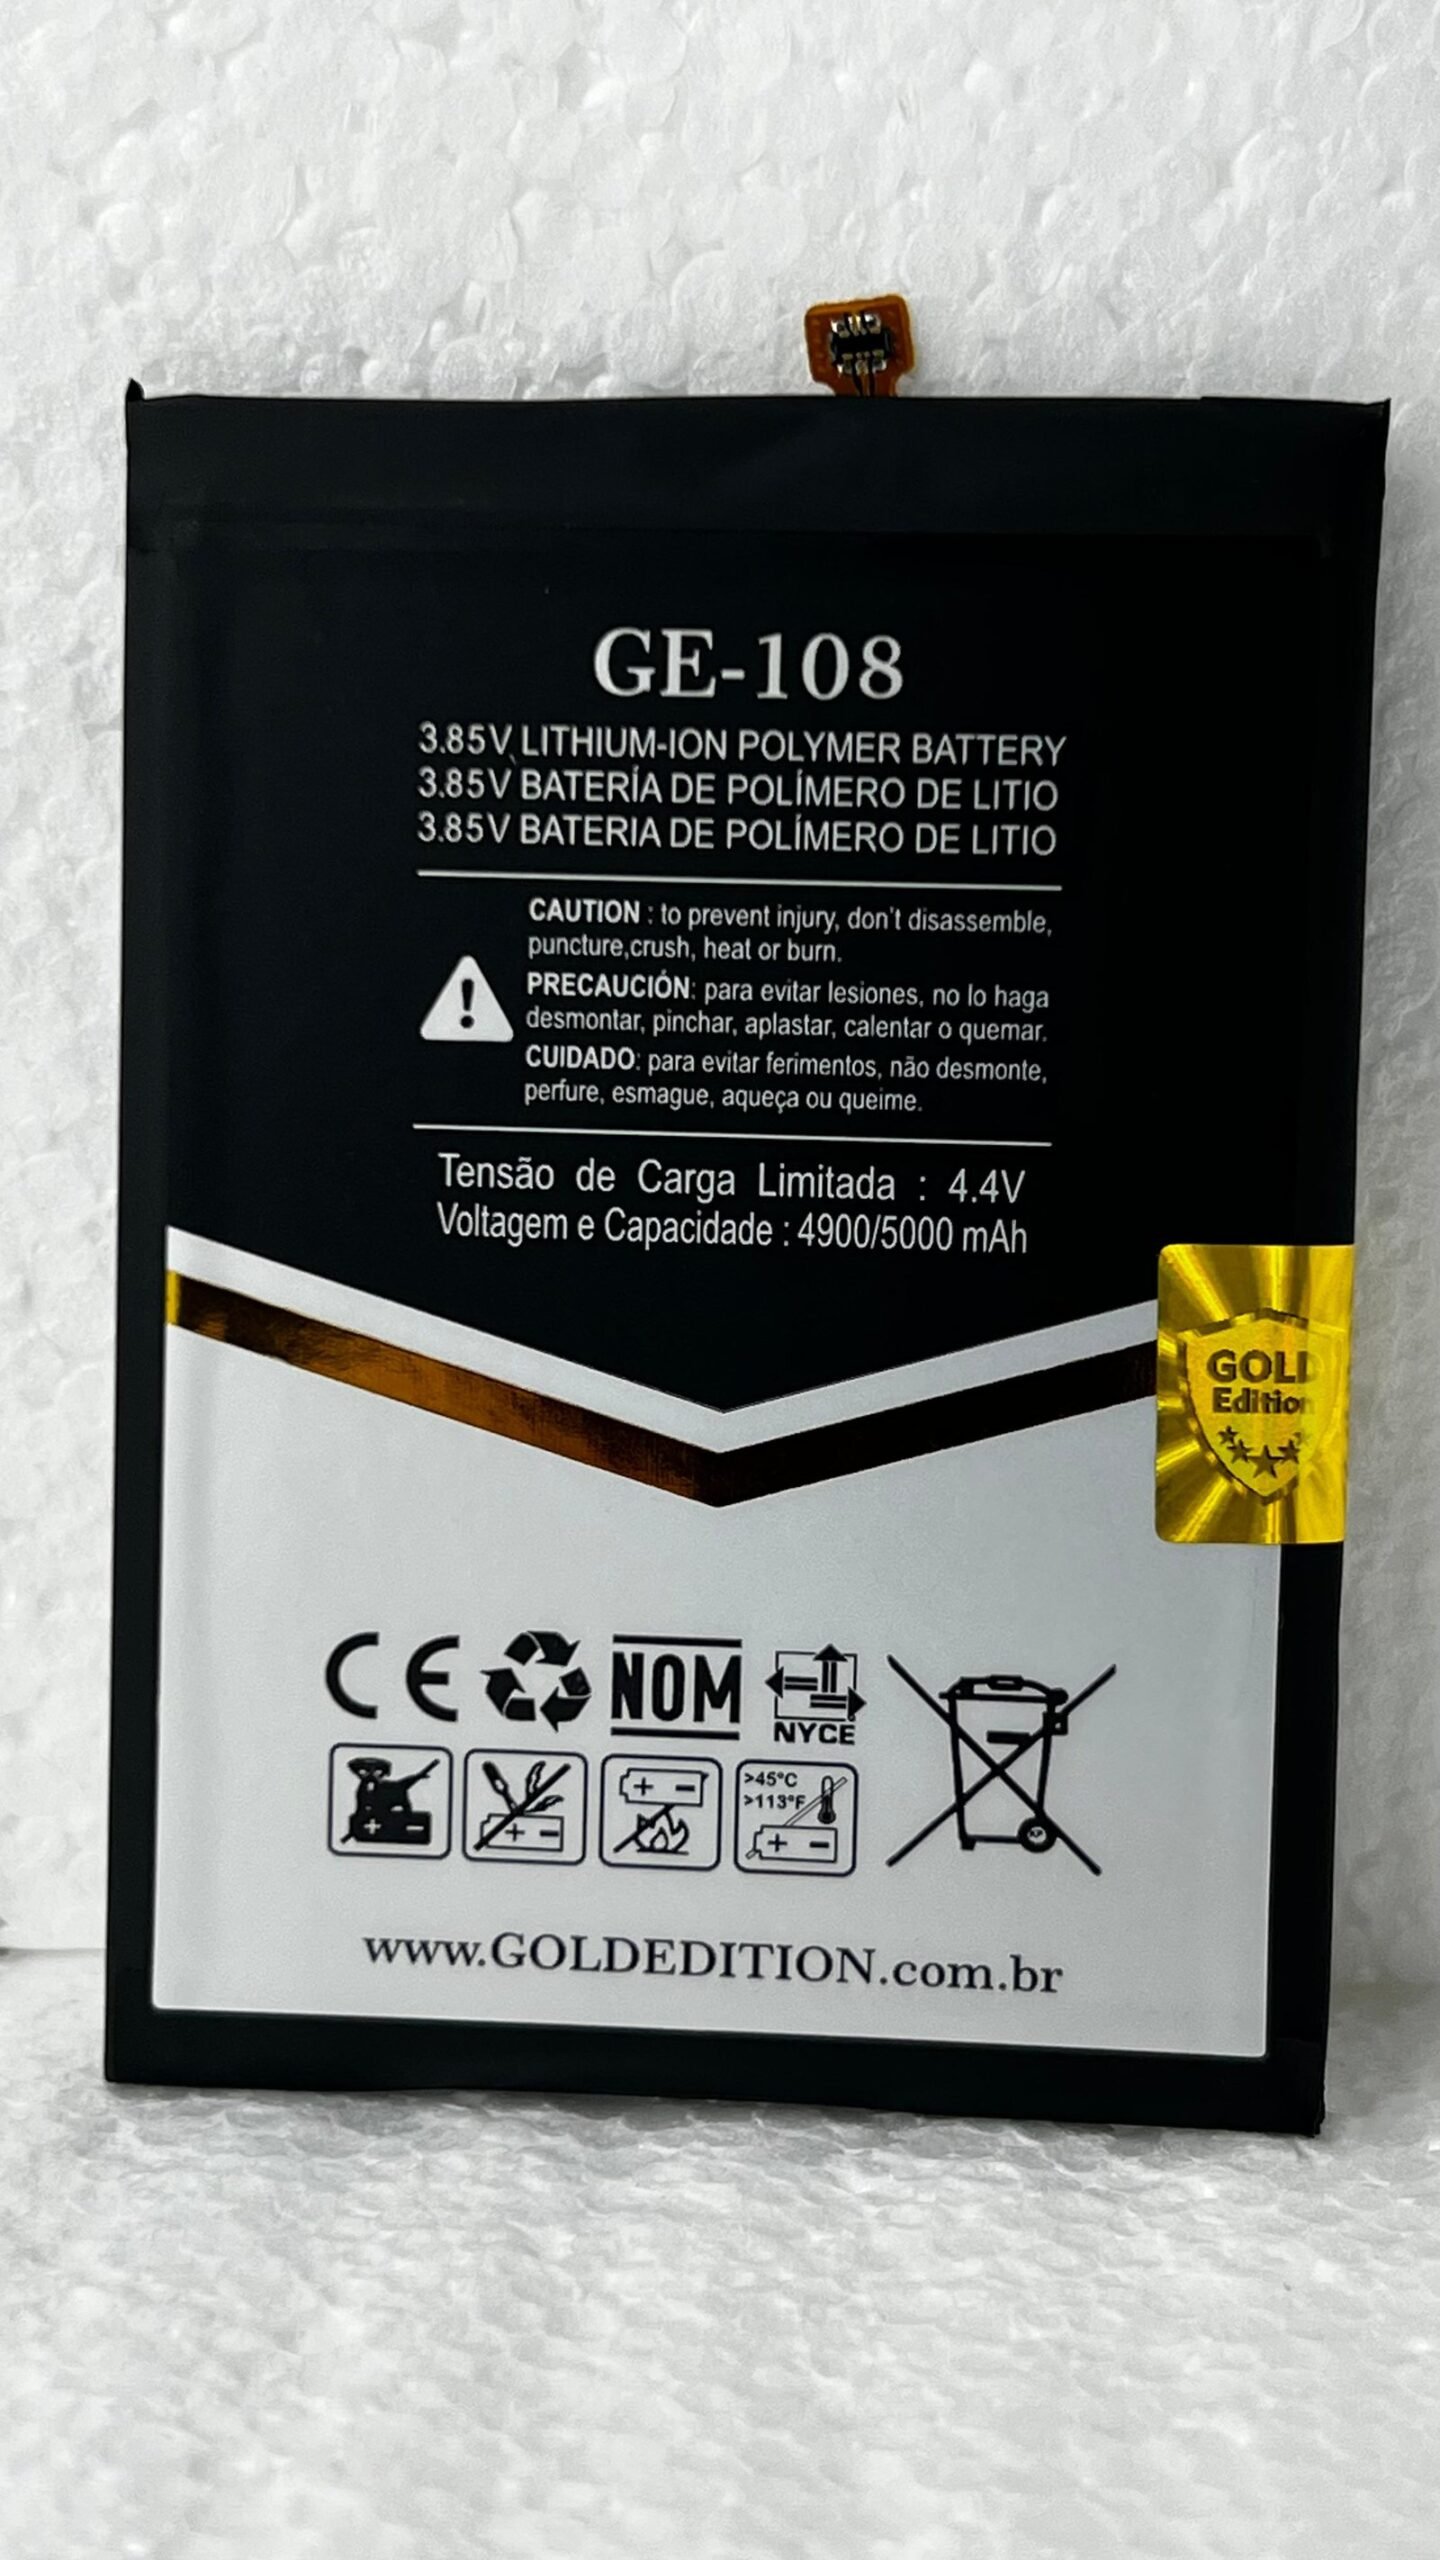 GE-108
3.85V LITHIUM-ION POLYMER BATTERY
3.85V BATERÍA DE POLÍMERO DE LITIO
3.85V BATERIA DE POLÍMERO DE LITIO
CAUTION : to prevent injury, don't disassemble,
puncture,crush, heat or burn.
PRECAUCIÓN: para evitar lesiones, no lo haga
desmontar, pinchar, aplastar, calentar o quemar.
CUIDADO: para evitar ferimentos, não desmonte,
perfure, esmague, aqueça ou queime.
Tensão de Carga Limitada : 4.4V
Voltagem e Capacidade : 4900/5000 mAh
GOLD
Edition
CE
NOM
NYCE
>45°C
>113°F
www.GOLDEDITION.com.br